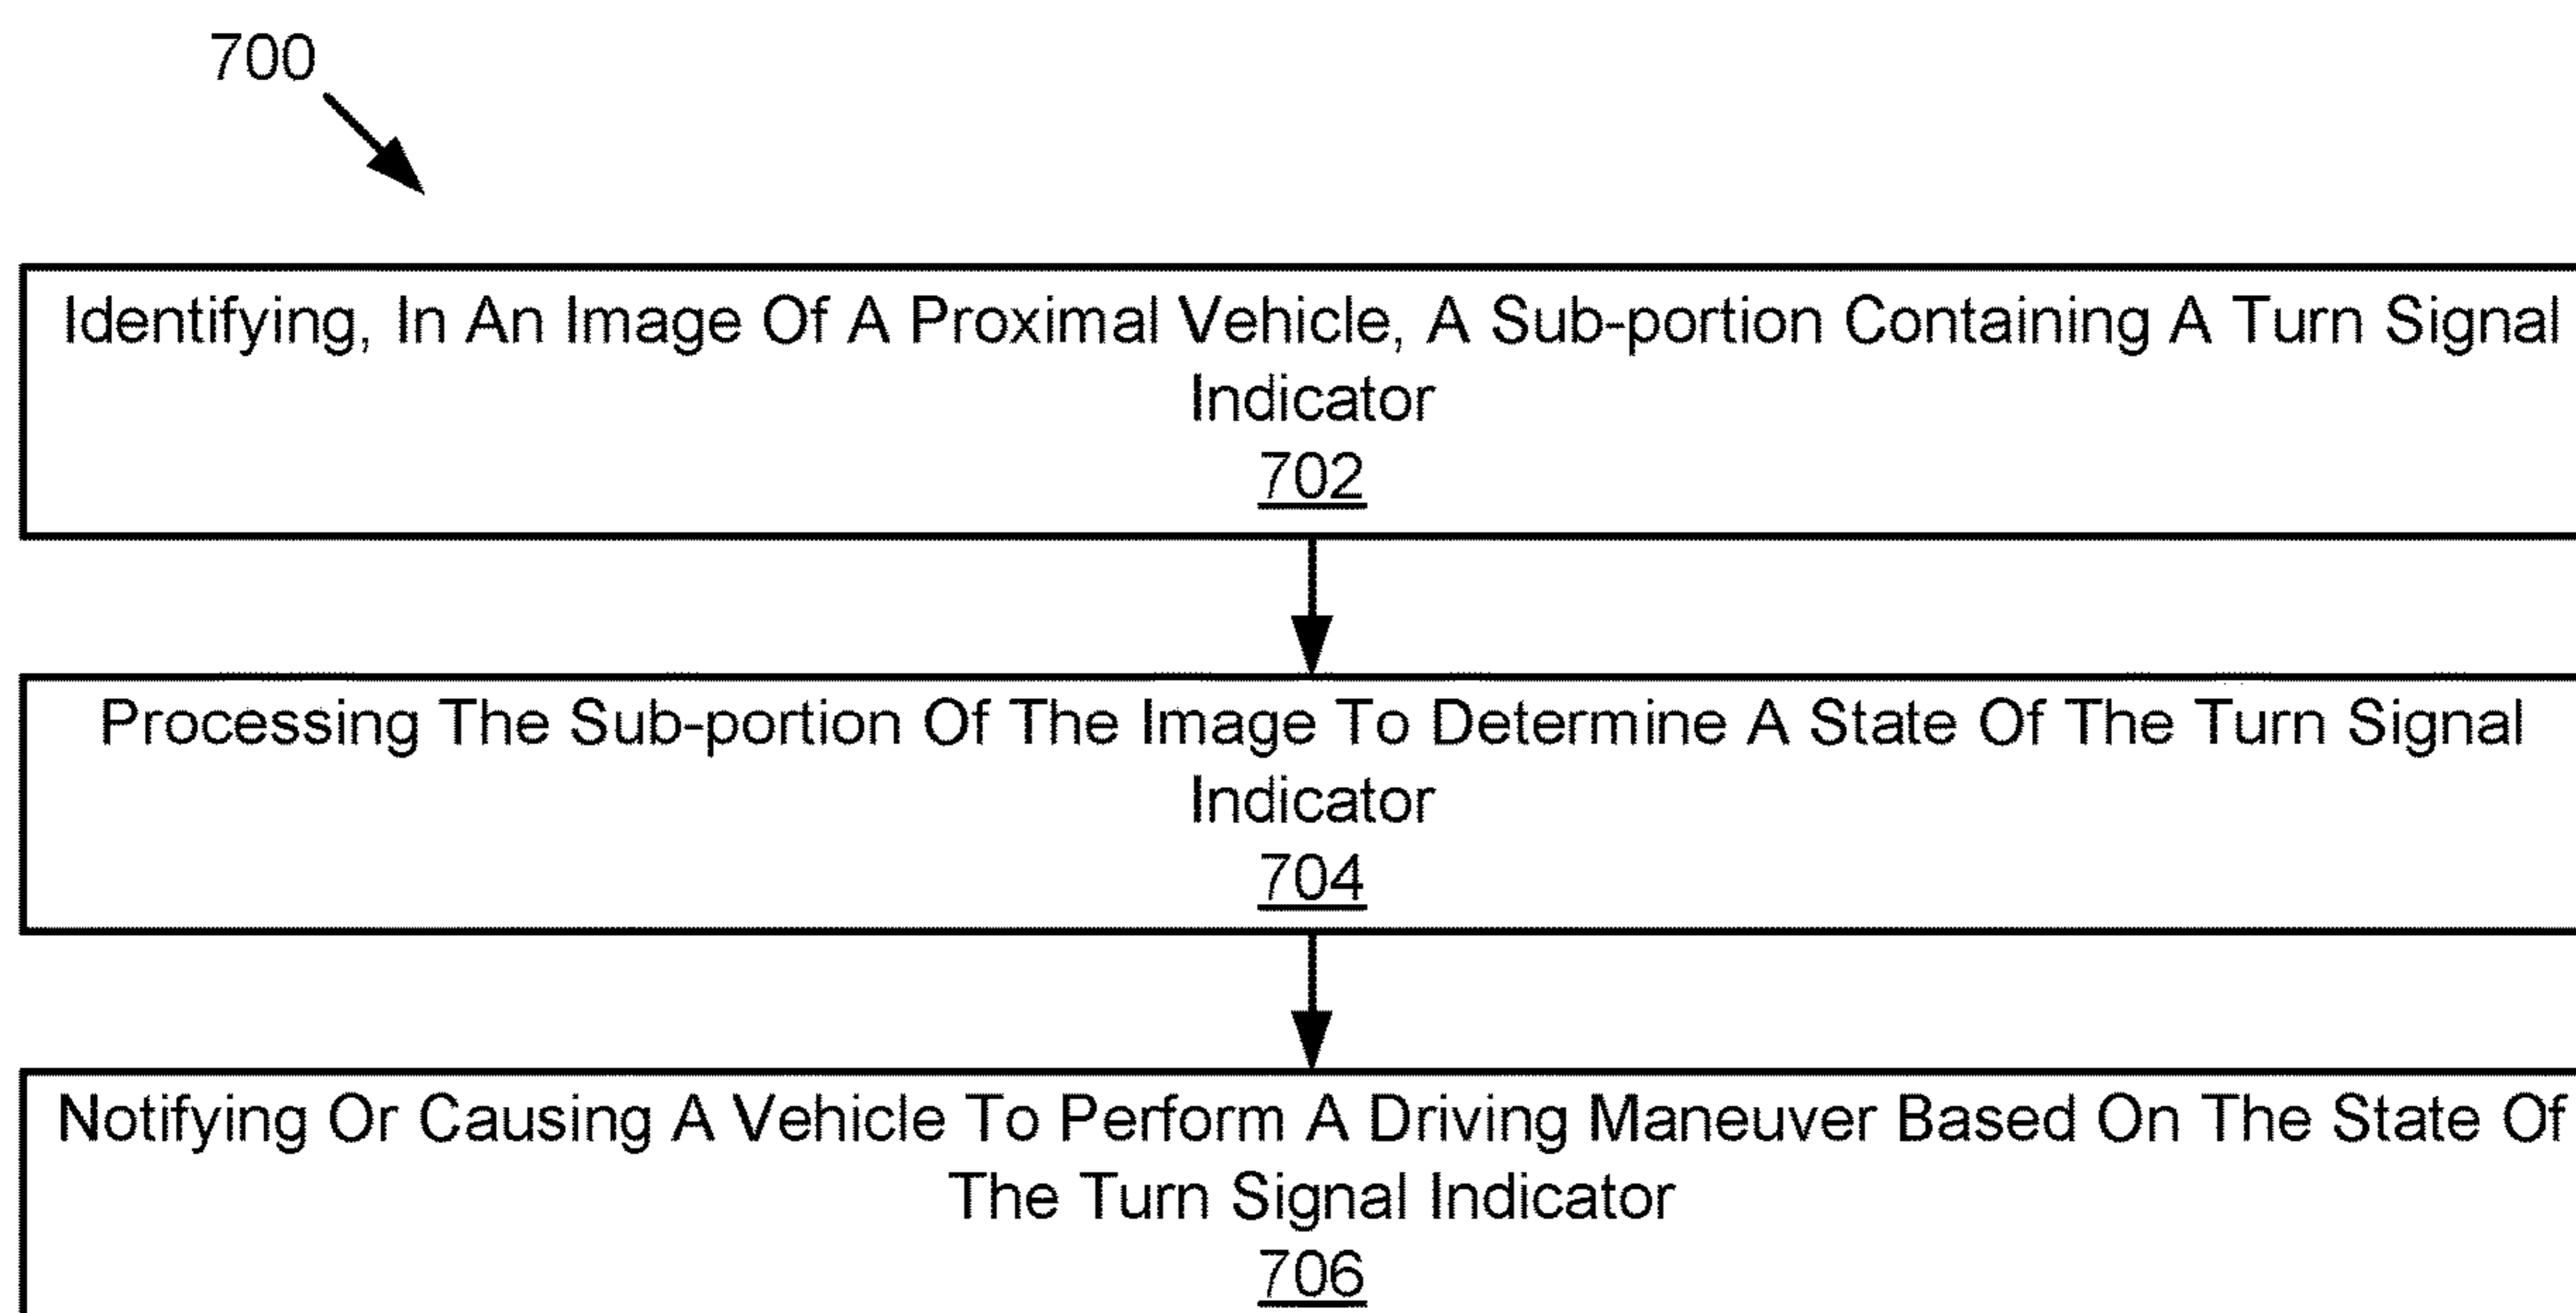 700
Identifying, In An Image Of A Proximal Vehicle, A Sub-portion Containing A Turn Signal
Indicator
702
Processing The Sub-portion Of The Image To Determine A State Of The Turn Signal
Indicator
704
Notifying Or Causing A Vehicle To Perform A Driving Maneuver Based On The State Of
The Turn Signal Indicator
706